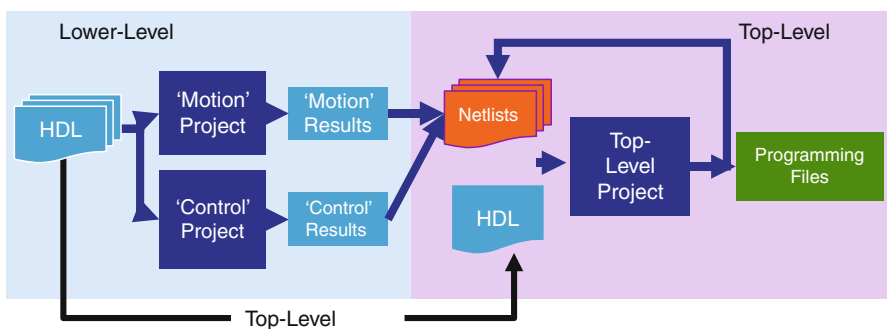 Lower-Level
Top-Level
HDL
‘Motion’
Project
‘Motion’
Results
Netlists
Top-
Level
Project
Programming
Files
‘Control’
Project
‘Control’
Results
HDL
Top-Level